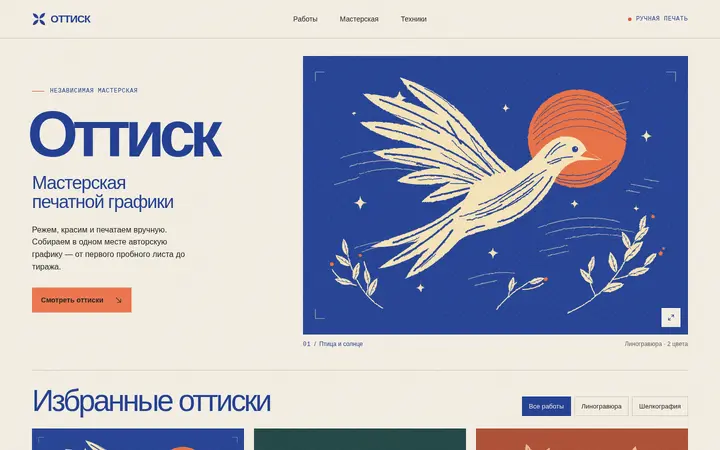 ОТТИСК
Работы
Мастерская
Техники
РУЧНАЯ ПЕЧАТЬ
НЕЗАВИСИМАЯ МАСТЕРСКАЯ
Оттиск
Мастерская
печатной графики
Режем, красим и печатаем вручную.
Собираем в одном месте авторскую
графику — от первого пробного листа до
тиража.
Смотреть оттиски
01 / Птица и солнце
Линогравюра · 2 цвета
Избранные оттиски
Все работы
Линогравюра
Шелкография